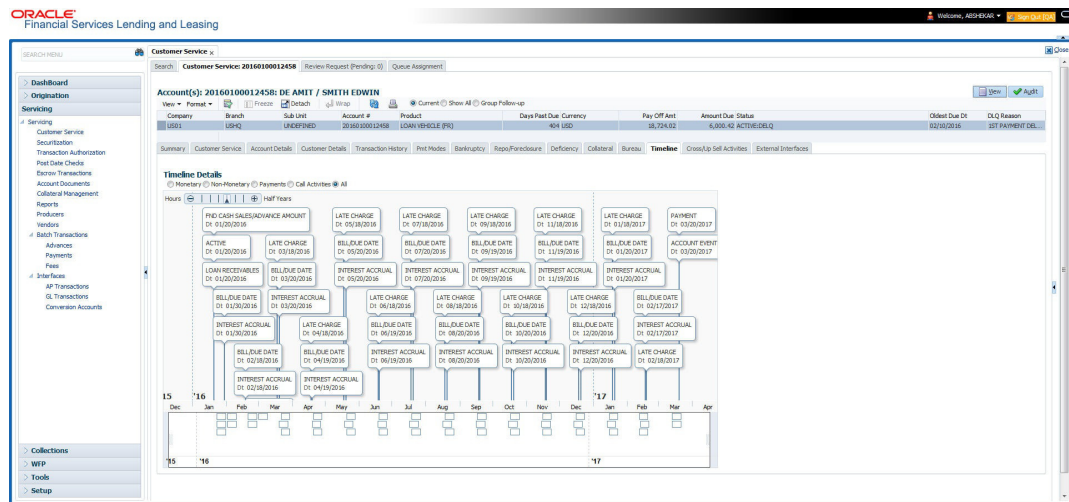 ORACLE
Financial Services Lending and Leasing
Welcome, ABSHEKAR
Sign Out
SEARCH MENU
Customer Service ×
Close
Search Customer Service: 20160100012458 Review Request (Pending: 0) Queue Assignment
DashBoard
Origination
Servicing
Servicing
Customer Service
Securitization
Transaction Authorization
Post Date Checks
Escrow Transactions
Account Documents
Collateral Management
Reports
Producers
Vendors
Batch Transactions
Advances
Payments
Fees
Interfaces
AP Transactions
GL Transactions
Conversion Accounts
Collections
WFP
Tools
Setup
Account(s): 20160100012458: DE AMIT / SMITH EDWIN
View Audit
View Format Freeze Detach Wrap Current Show All Group Follow-up
Company Branch Sub Unit Account # Product Days Past Due Currency Pay Off Amt Amount Due Status Oldest Due Dt DLQ Reason
US01 USHQ UNDEFINED 20160100012458 LOAN VEHICLE (FR) 404 USD 18,724.02 6,000.42 ACTIVE:DELQ 02/10/2016 1ST PAYMENT DEL...
Summary Customer Service Account Details Customer Details Transaction History Pmt Modes Bankruptcy Repo/Foreclosure Deficiency Collateral Bureau Timeline Cross/Up Sell Activities External Interfaces
Timeline Details
Monetary Non-Monetary Payments Call Activities All
Hours Half Years
FND CASH SALES/ADVANCE AMOUNT LATE CHARGE LATE CHARGE LATE CHARGE LATE CHARGE LATE CHARGE PAYMENT
Dt 01/20/2016 Dt 05/18/2016 Dt 07/18/2016 Dt 09/18/2016 Dt 11/18/2016 Dt 01/18/2017 Dt 03/20/2017
ACTIVE LATE CHARGE BILL/DUE DATE BILL/DUE DATE BILL/DUE DATE BILL/DUE DATE BILL/DUE DATE ACCOUNT EVENT
Dt 01/20/2016 Dt 03/18/2016 Dt 05/20/2016 Dt 07/20/2016 Dt 09/19/2016 Dt 11/19/2016 Dt 01/20/2017 Dt 03/20/2017
LOAN RECEIVABLES BILL/DUE DATE INTEREST ACCRUAL INTEREST ACCRUAL INTEREST ACCRUAL INTEREST ACCRUAL INTEREST ACCRUAL
Dt 01/20/2016 Dt 03/20/2016 Dt 05/20/2016 Dt 07/20/2016 Dt 09/19/2016 Dt 11/19/2016 Dt 01/20/2017
BILL/DUE DATE INTEREST ACCRUAL LATE CHARGE LATE CHARGE LATE CHARGE LATE CHARGE BILL/DUE DATE
Dt 01/30/2016 Dt 03/20/2016 Dt 06/18/2016 Dt 08/18/2016 Dt 10/18/2016 Dt 12/18/2016 Dt 02/17/2017
INTEREST ACCRUAL LATE CHARGE BILL/DUE DATE BILL/DUE DATE BILL/DUE DATE BILL/DUE DATE INTEREST ACCRUAL
Dt 01/30/2016 Dt 04/18/2016 Dt 06/19/2016 Dt 08/20/2016 Dt 10/20/2016 Dt 12/20/2016 Dt 02/17/2017
BILL/DUE DATE BILL/DUE DATE INTEREST ACCRUAL INTEREST ACCRUAL INTEREST ACCRUAL INTEREST ACCRUAL LATE CHARGE
Dt 02/18/2016 Dt 04/19/2016 Dt 06/19/2016 Dt 08/20/2016 Dt 10/20/2016 Dt 12/20/2016 Dt 02/18/2017
INTEREST ACCRUAL INTEREST ACCRUAL
Dt 02/18/2016 Dt 04/19/2016
15 '16 '17
Dec Jan Feb Mar Apr May Jun Jul Aug Sep Oct Nov Dec Jan Feb Mar Apr
'15 '16 '17